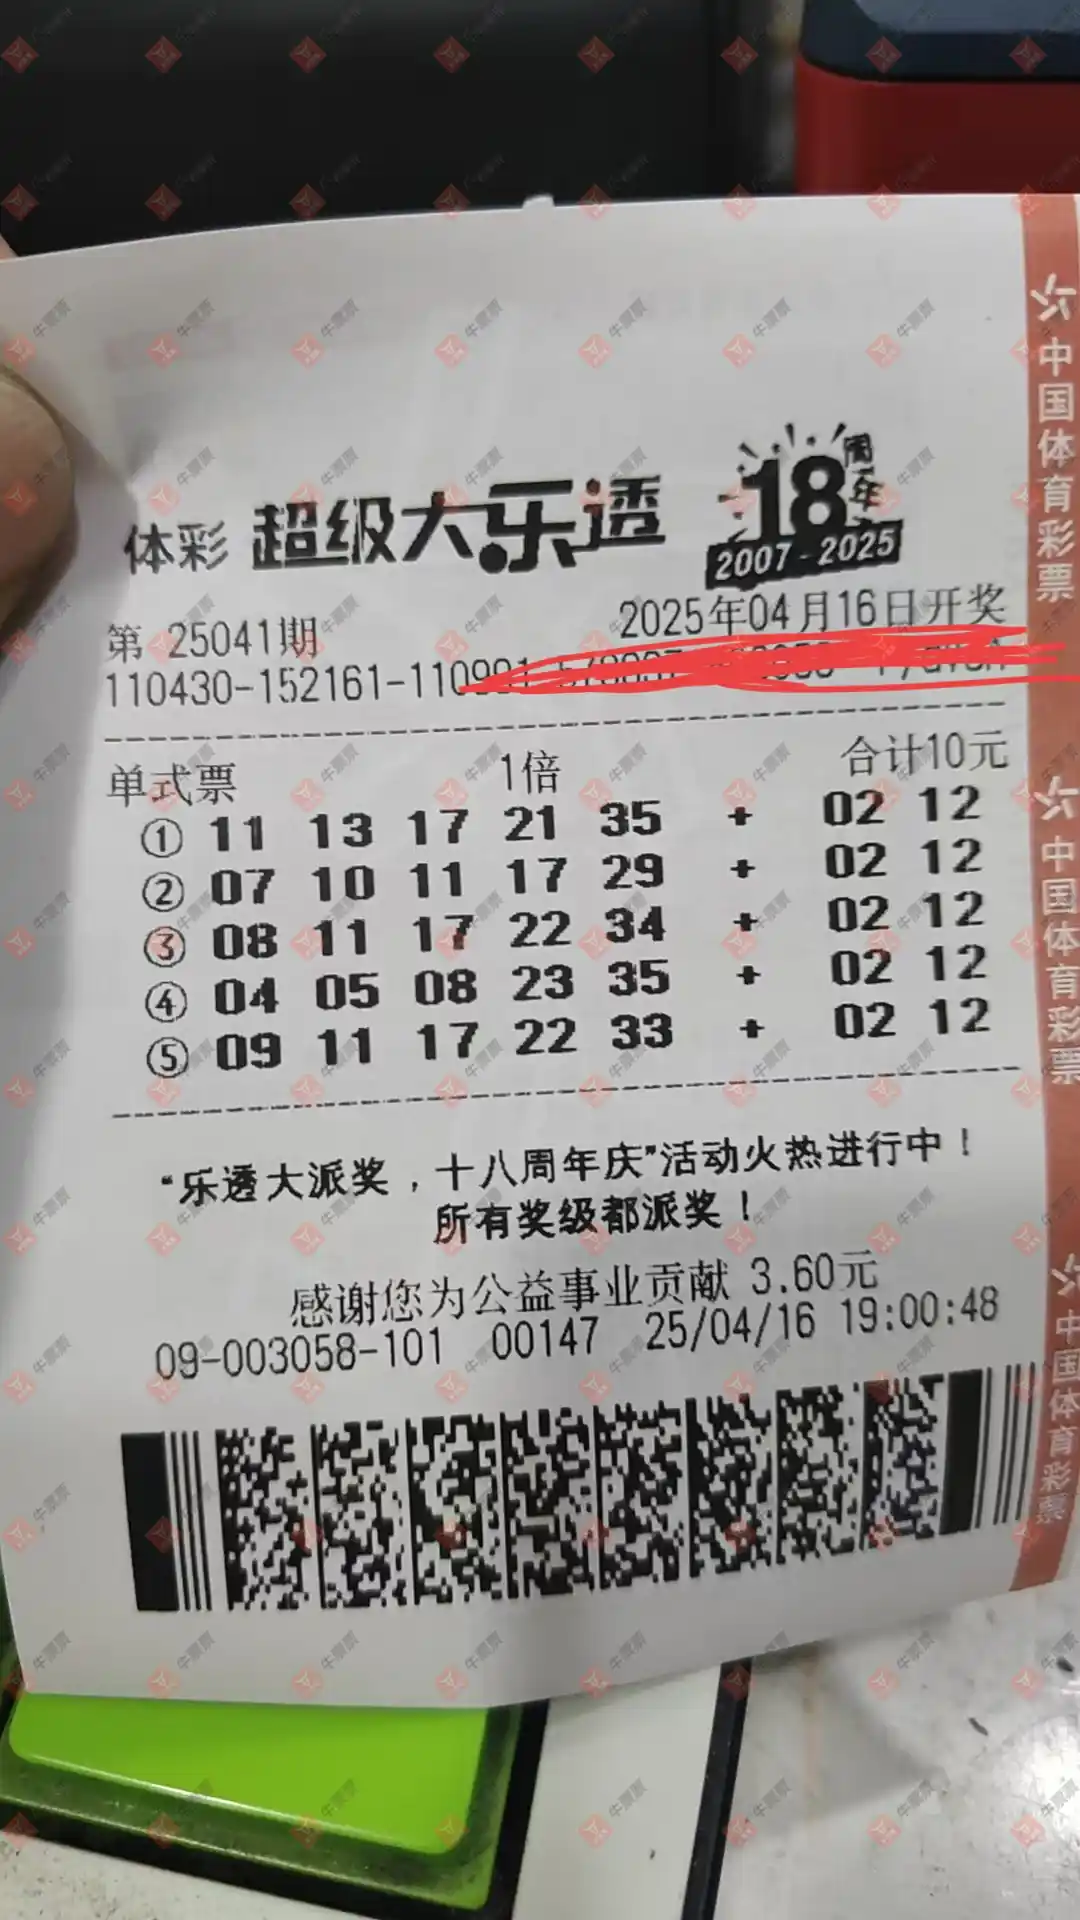 体彩 超级大乐透 18周年
2007-2025
第 25041期 2025年04月16日开奖
110430-152161-110991
单式票 1倍 合计10元
① 11 13 17 21 35 + 02 12
② 07 10 11 17 29 + 02 12
③ 08 11 17 22 34 + 02 12
④ 04 05 08 23 35 + 02 12
⑤ 09 11 17 22 33 + 02 12
“乐透大派奖，十八周年庆”活动火热进行中！
所有奖级都派奖！
感谢您为公益事业贡献 3.60元
09-003058-101 00147 25/04/16 19:00:48
中国体育彩票
中国体育彩票
中国体育彩票
牛票票